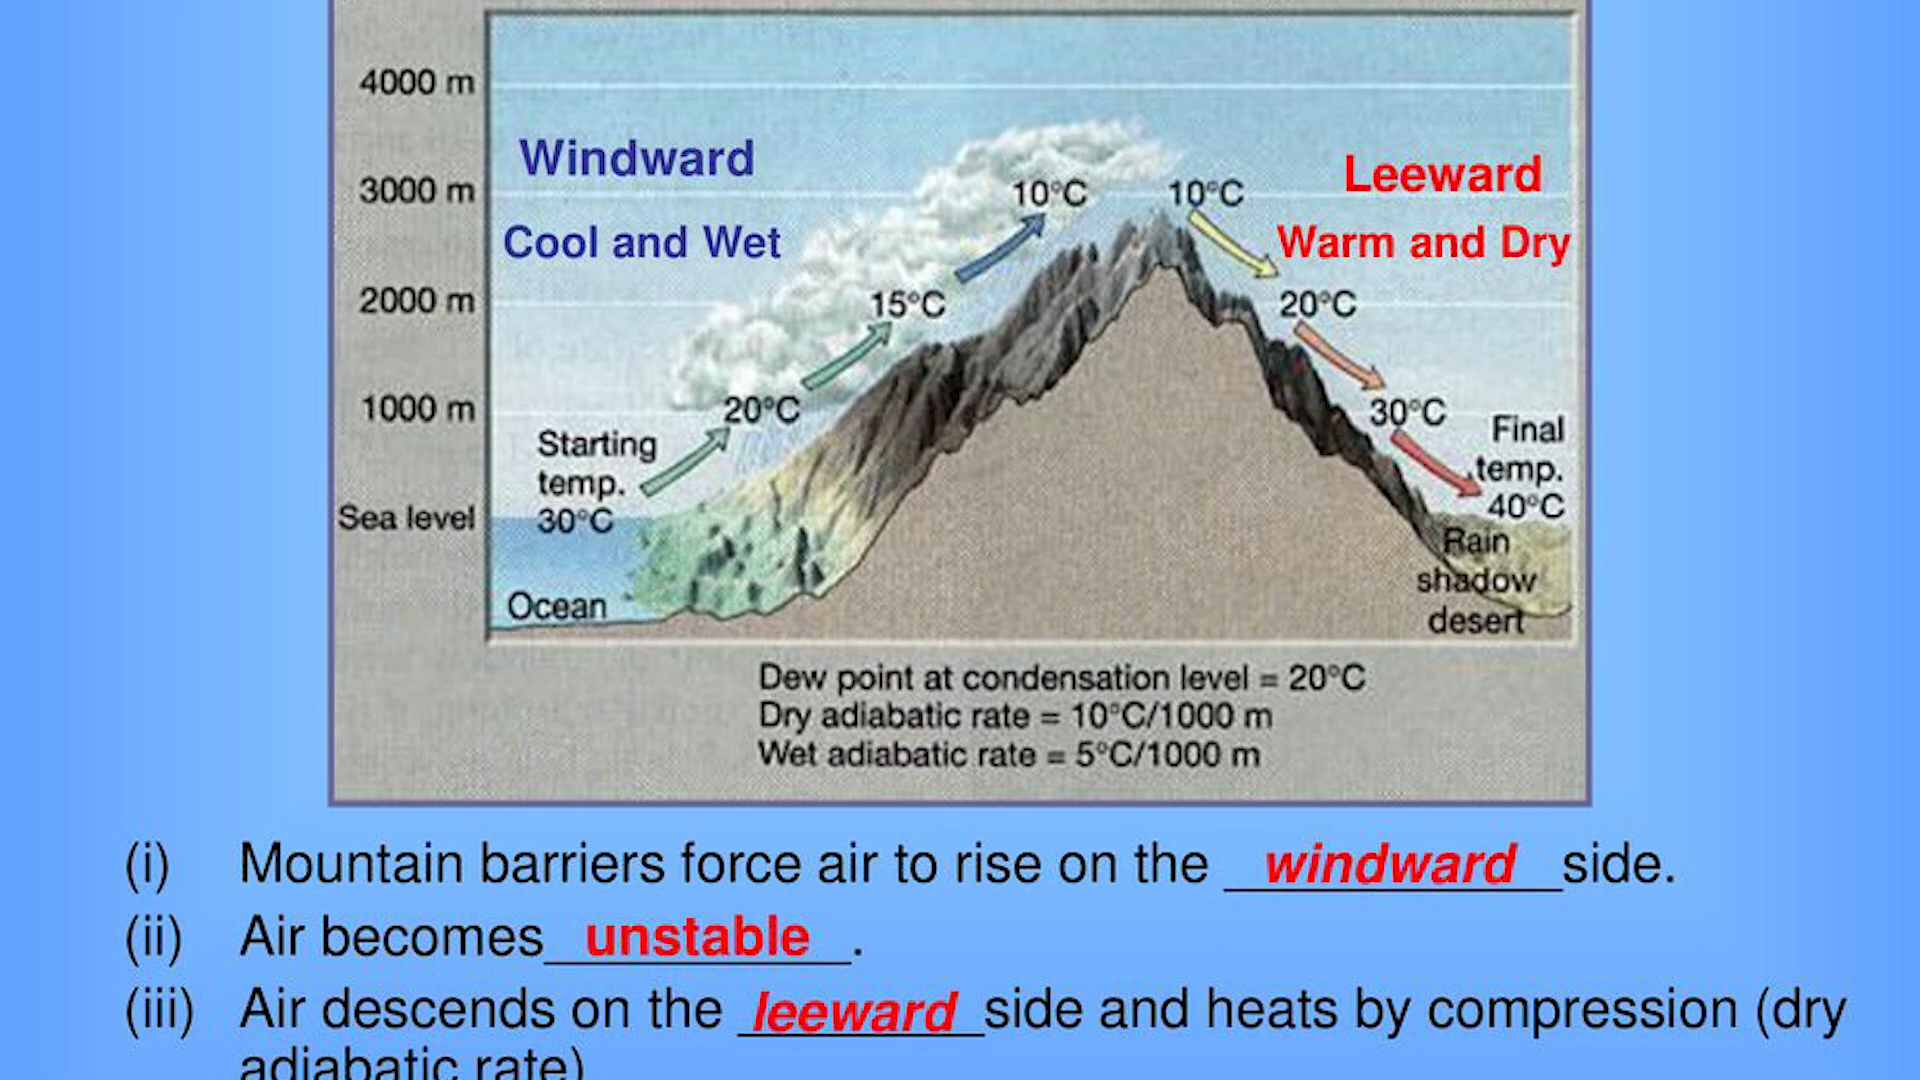 4000 m
3000 m
2000 m
1000 m
Sea level
Windward
Cool and Wet
Leeward
Warm and Dry
10°C
10°C
15°C
20°C
20°C
30°C
Starting
temp.
30°C
Final
temp.
40°C
Ocean
Rain
shadow
desert
Dew point at condensation level = 20°C
Dry adiabatic rate = 10°C/1000 m
Wet adiabatic rate = 5°C/1000 m
(i) Mountain barriers force air to rise on the windward side.
(ii) Air becomes unstable.
(iii) Air descends on the leeward side and heats by compression (dry
adiabatic rate)